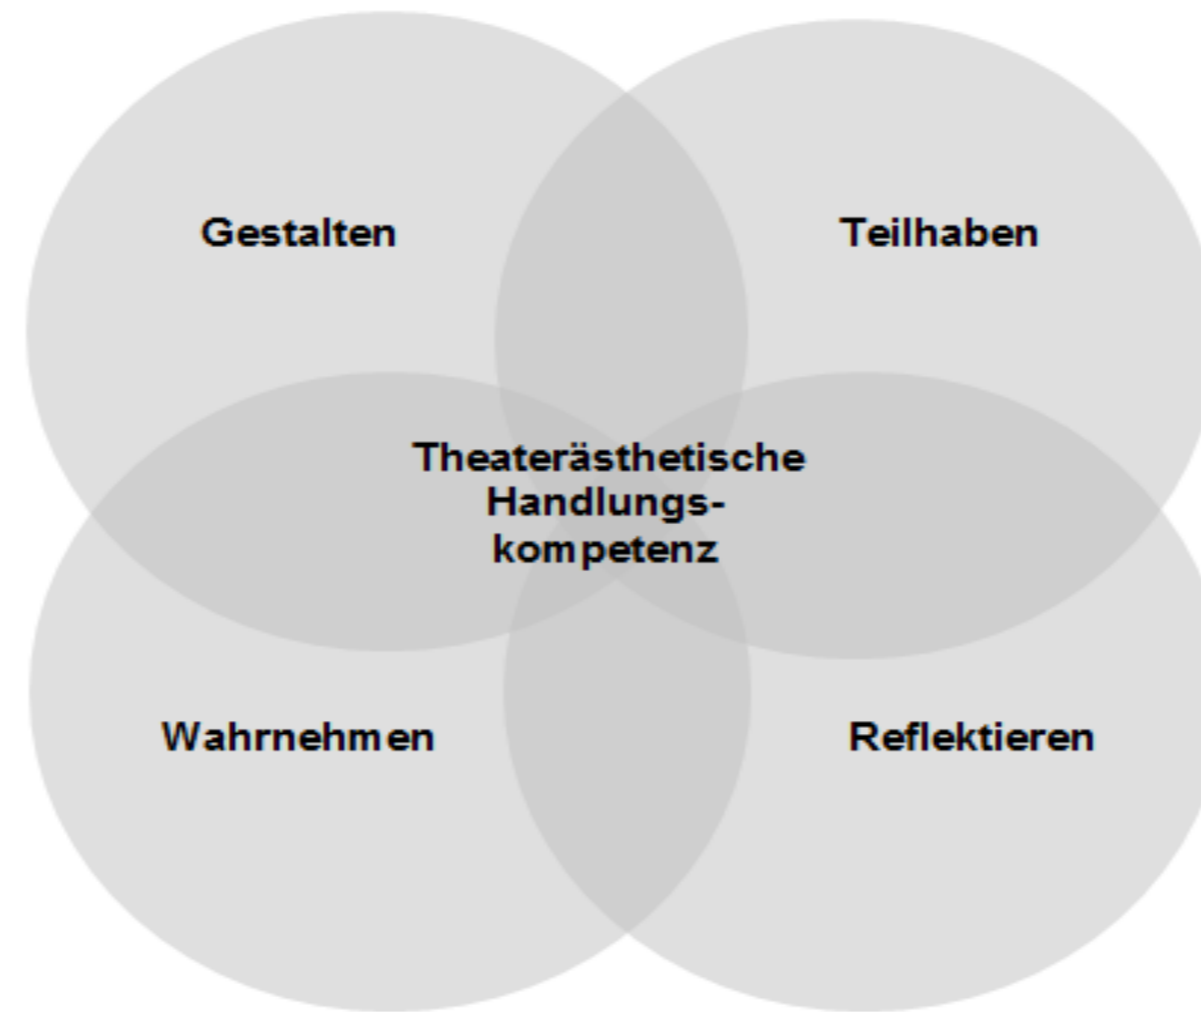 Gestalten
Teilhaben
Theaterästhetische
Handlungs-
kompetenz
Wahrnehmen
Reflektieren